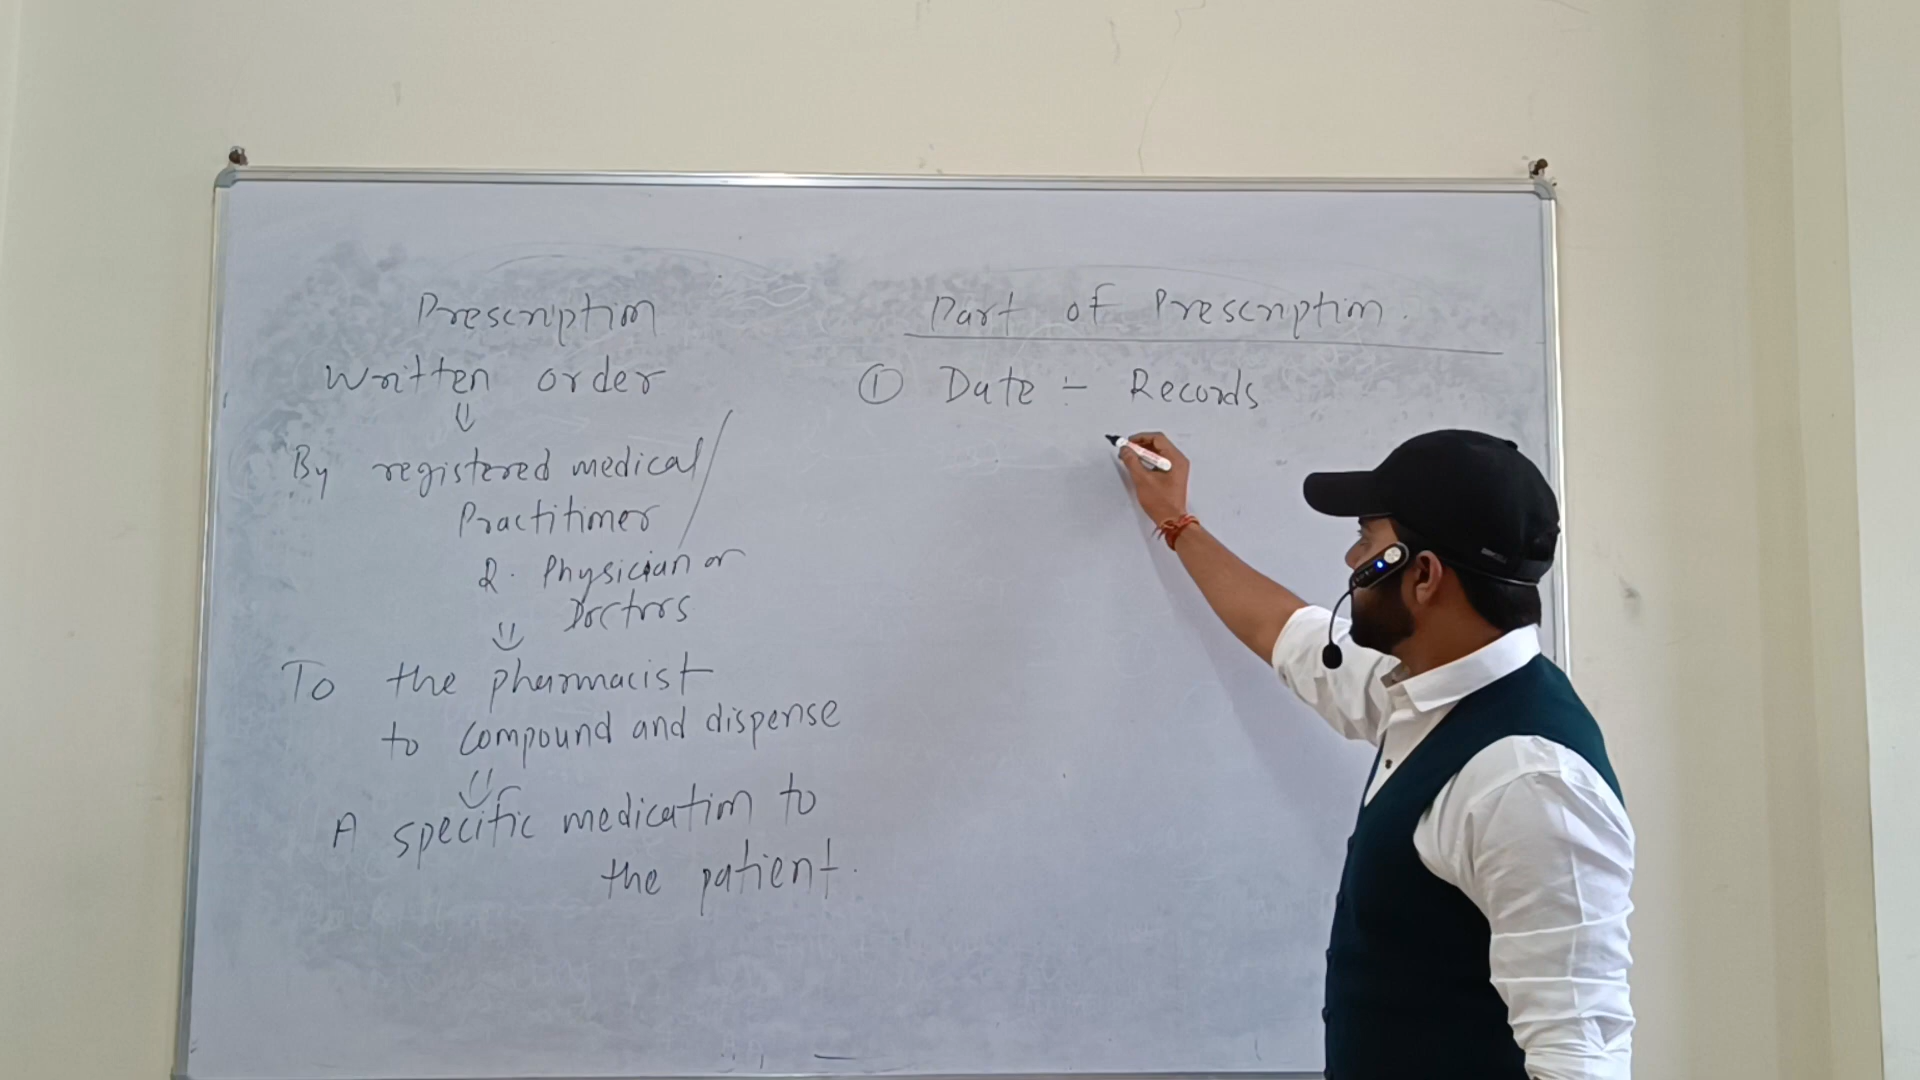 Prescription
Written order
⇓
By registered medical/
Practitioner
R. Physician or
Doctors
⇓
To the pharmacist
to compound and dispense
⇓
A specific medication to
the patient.
Part of Prescription.
① Date :- Records